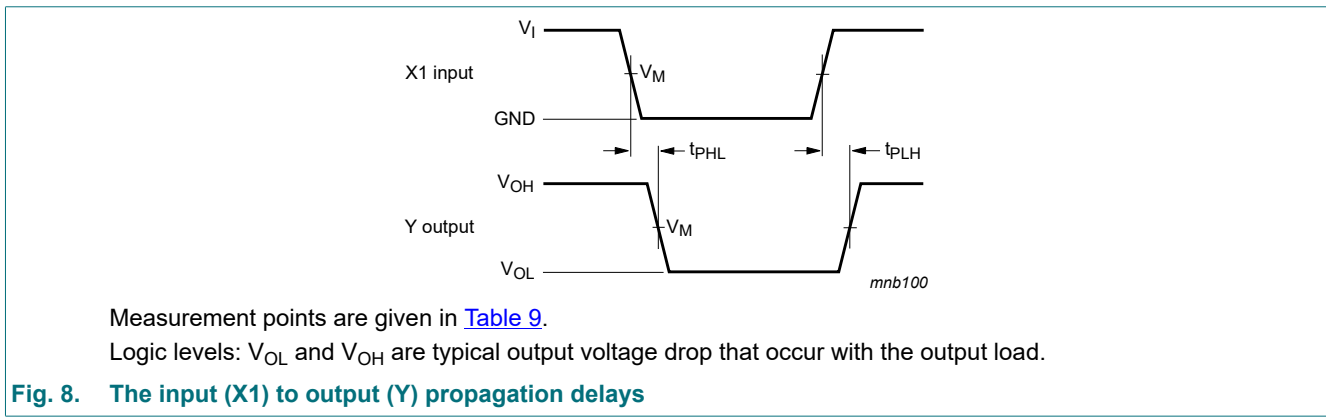 VI
X1 input
VM
GND
tPHL
tPLH
VOH
Y output
VM
VOL
mnb100
Measurement points are given in Table 9.
Logic levels: VOL and VOH are typical output voltage drop that occur with the output load.
Fig. 8. The input (X1) to output (Y) propagation delays